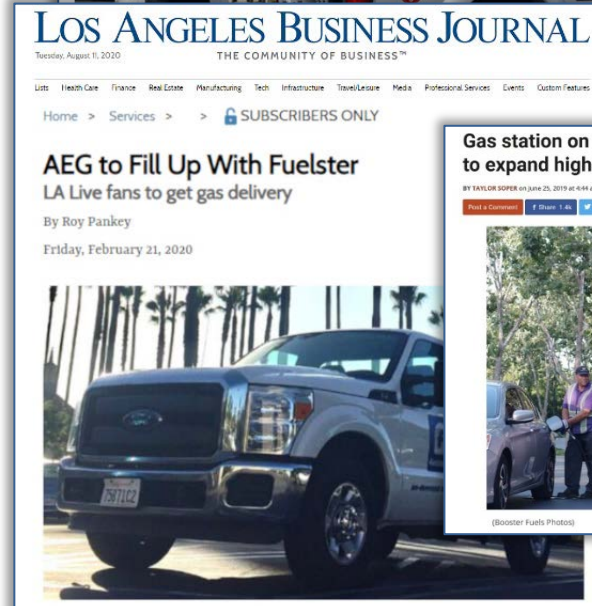 LOS ANGELES BUSINESS JOURNAL
Tuesday, August 11, 2020
THE COMMUNITY OF BUSINESS™
Lists Health Care Finance Real Estate Manufacturing Tech Infrastructure Travel/Leisure Media Professional Services Events Custom Features
Home > Services > > SUBSCRIBERS ONLY
AEG to Fill Up With Fuelster
LA Live fans to get gas delivery
By Roy Pankey
Friday, February 21, 2020
Gas station on
to expand high
BY TAYLOR SOPER on June 25, 2019 at 4:44 a
Post a Comment f Share 1.4k
(Booster Fuels Photos)